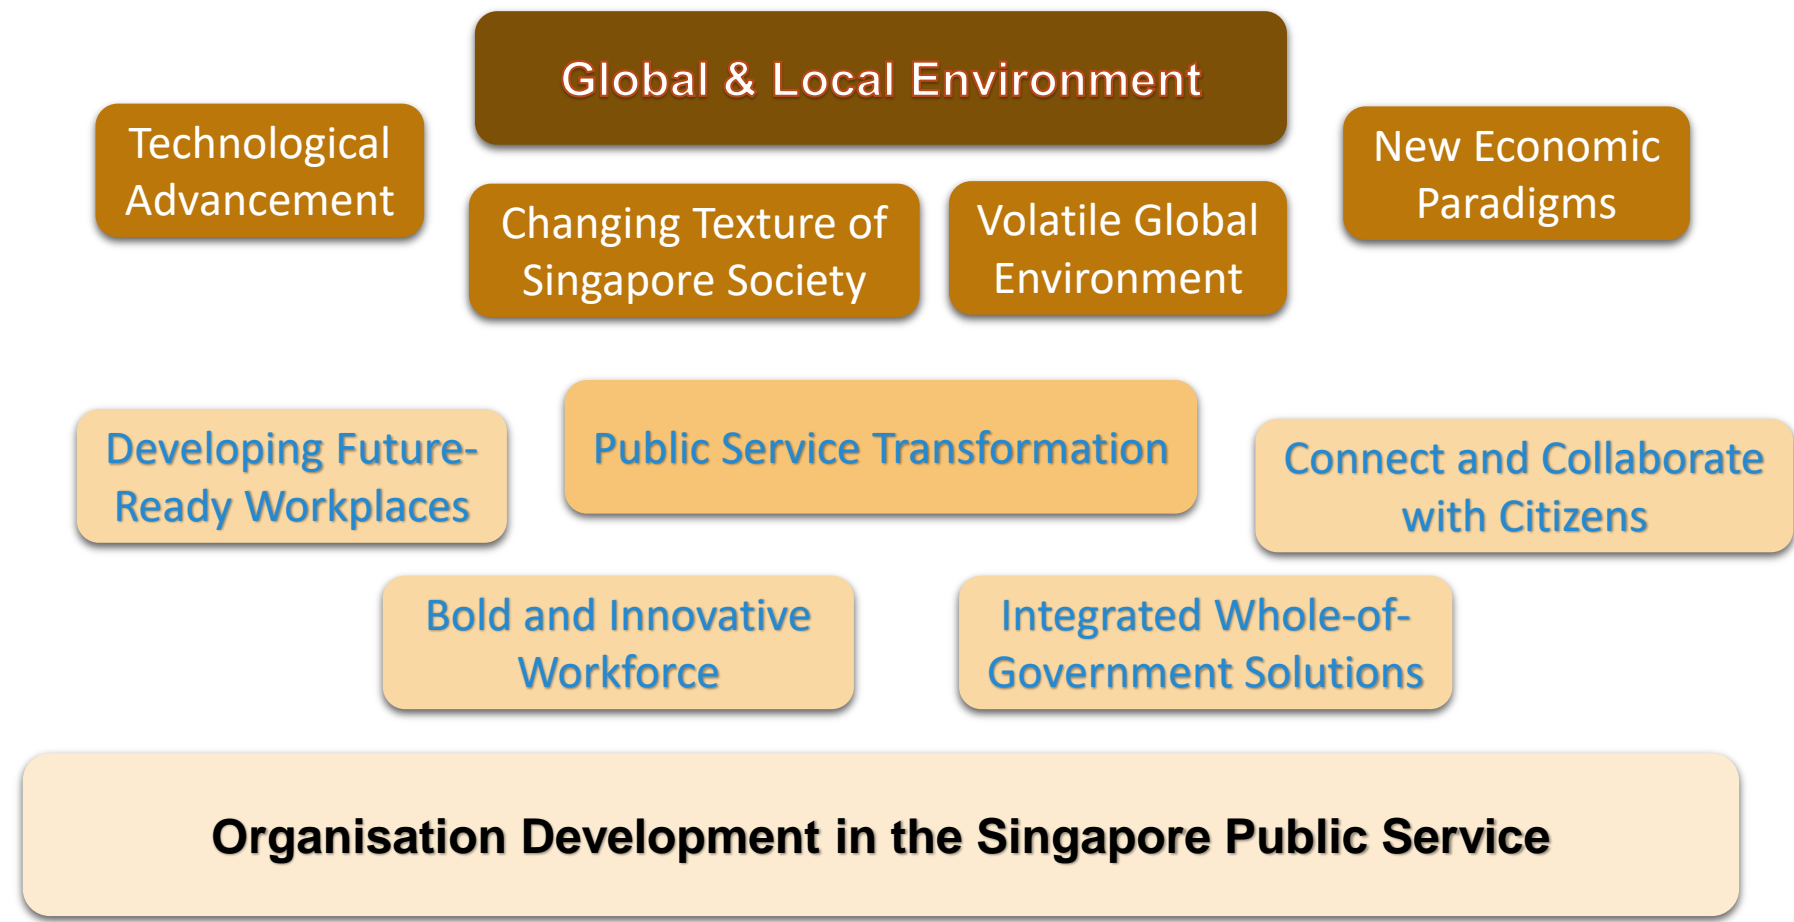 Global & Local Environment
Technological
Advancement
Changing Texture of
Singapore Society
Volatile Global
Environment
New Economic
Paradigms
Developing Future-
Ready Workplaces
Public Service Transformation
Connect and Collaborate
with Citizens
Bold and Innovative
Workforce
Integrated Whole-of-
Government Solutions
Organisation Development in the Singapore Public Service